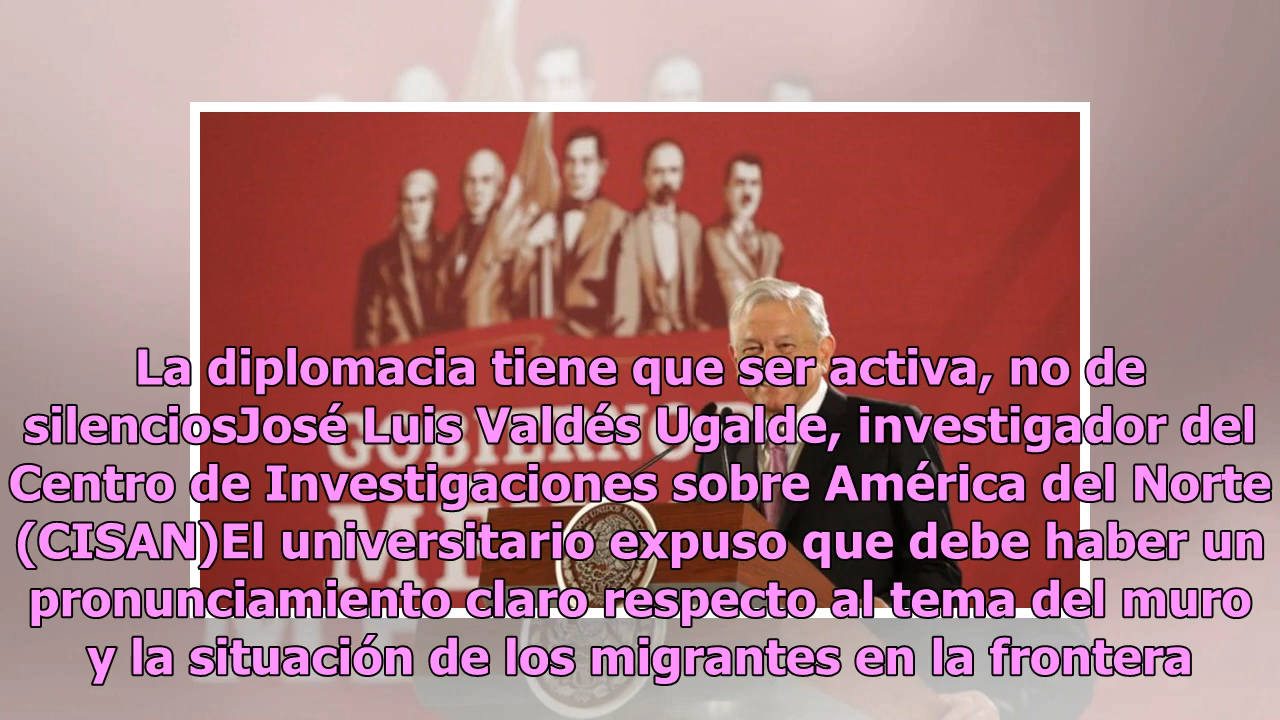 La diplomacia tiene que ser activa, no de
silenciosJosé Luis Valdés Ugalde, investigador del
Centro de Investigaciones sobre América del Norte
(CISAN)El universitario expuso que debe haber un
pronunciamiento claro respecto al tema del muro
y la situación de los migrantes en la frontera
GOBIERNO